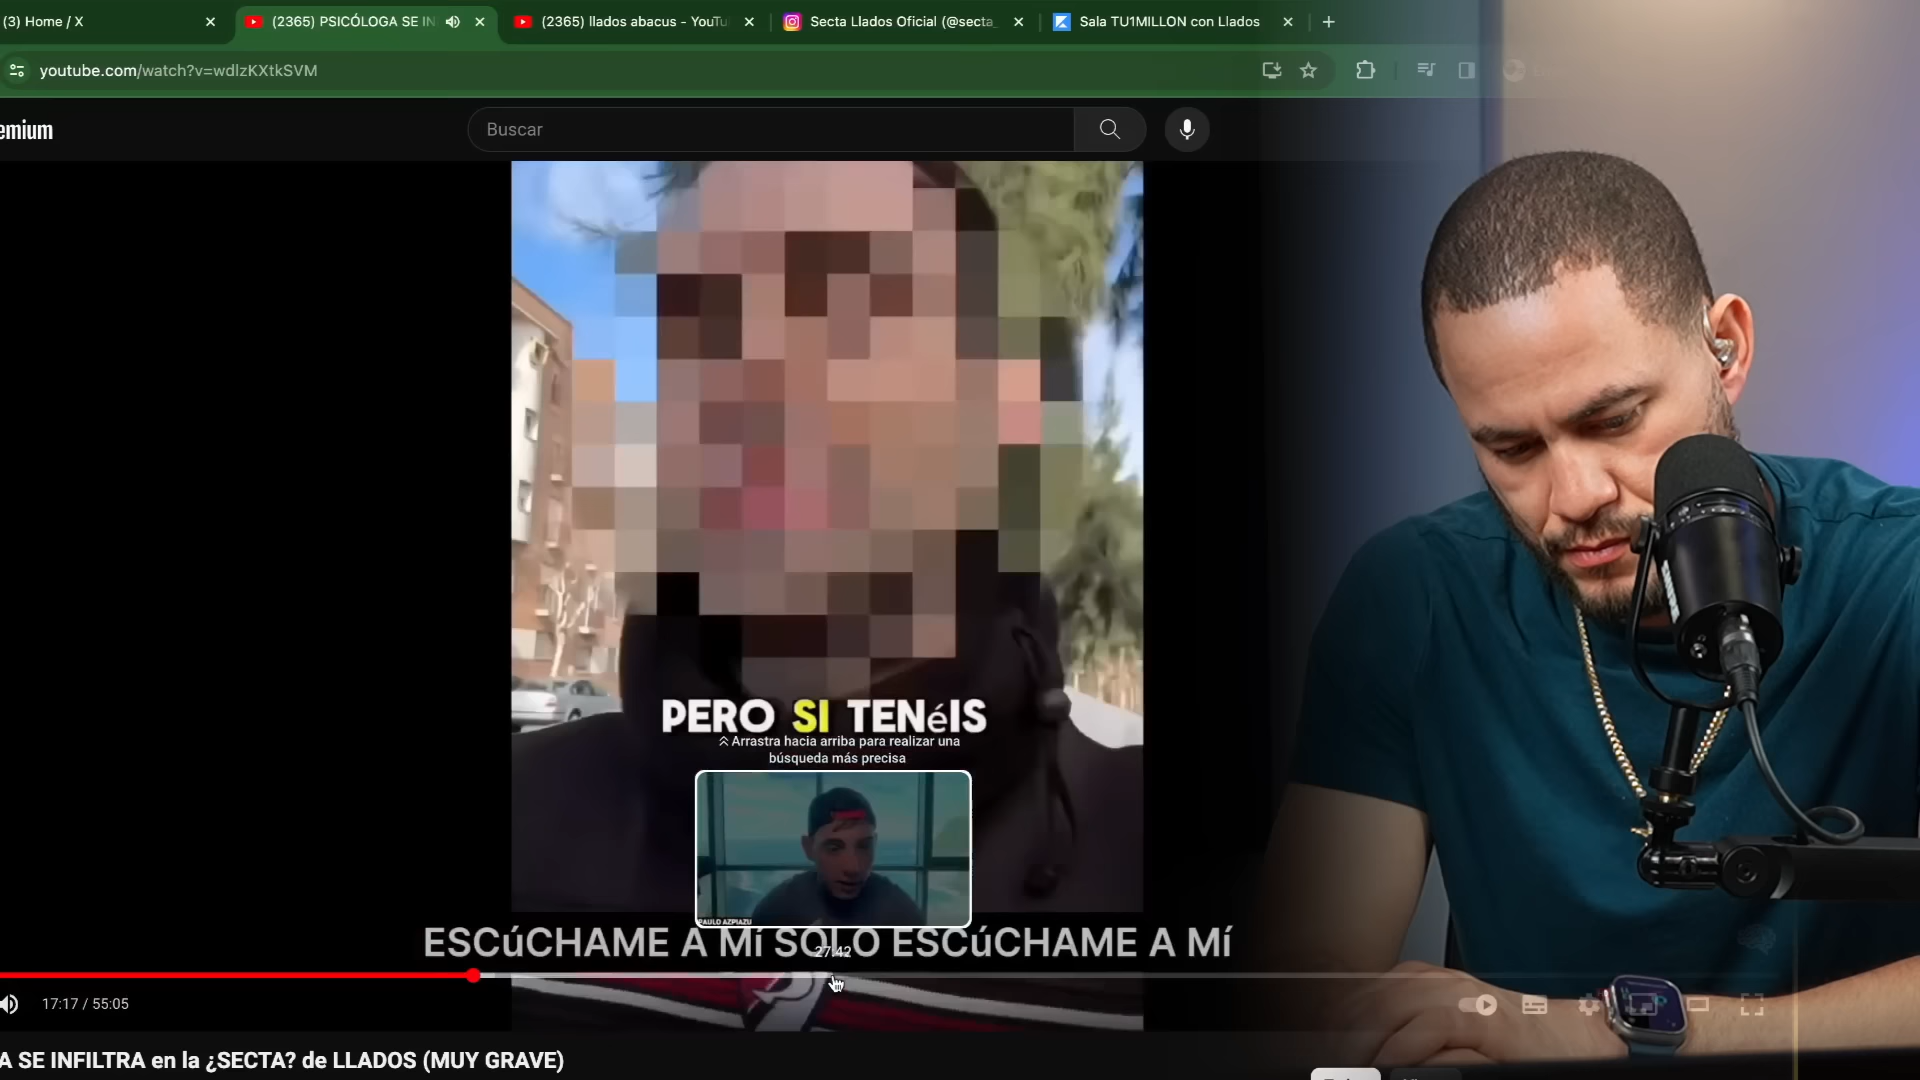 (3) Home / X
(2365) PSICÓLOGA SE IN
(2365) llados abacus - YouTu
Secta Llados Oficial (@secta_
Sala TU1MILLON con Llados
youtube.com/watch?v=wdlzKXtkSVM
emium
Buscar
PERO SI TENéIS
Arrastra hacia arriba para realizar una
búsqueda más precisa
PAULO AZPIAZU
ESCúCHAME A Mí SOLO ESCúCHAME A Mí
27:42
17:17 / 55:05
A SE INFILTRA en la ¿SECTA? de LLADOS (MUY GRAVE)